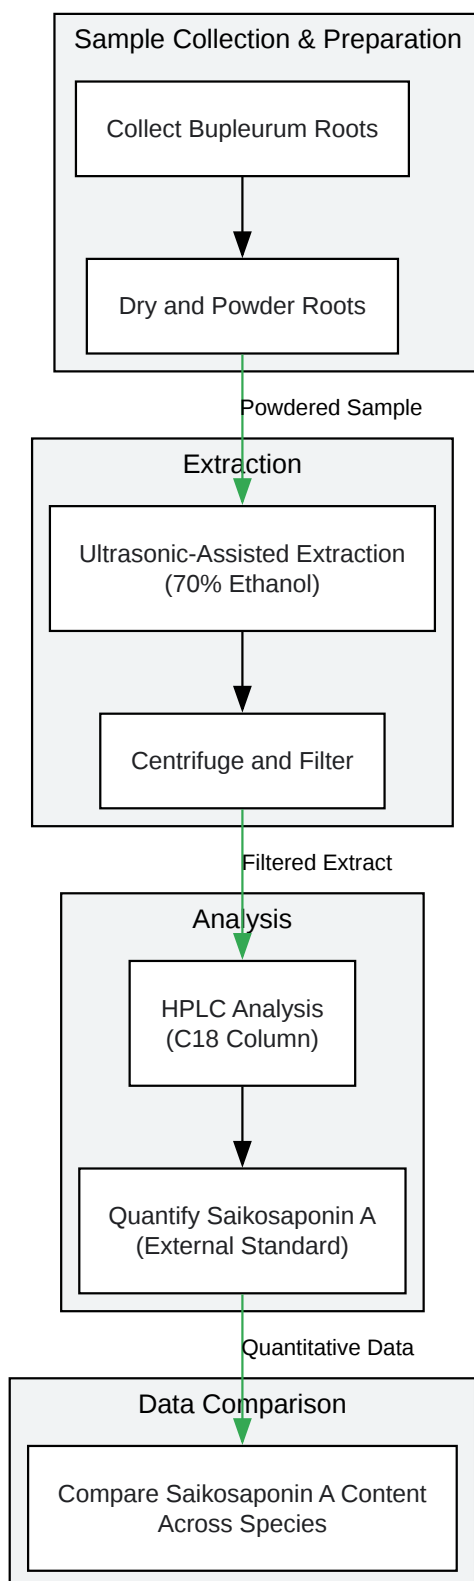 Sample Collection & Preparation
Collect Bupleurum Roots
Dry and Powder Roots
Powdered Sample
Extraction
Ultrasonic-Assisted Extraction
(70% Ethanol)
Centrifuge and Filter
Filtered Extract
Analysis
HPLC Analysis
(C18 Column)
Quantify Saikosaponin A
(External Standard)
Quantitative Data
Data Comparison
Compare Saikosaponin A Content
Across Species